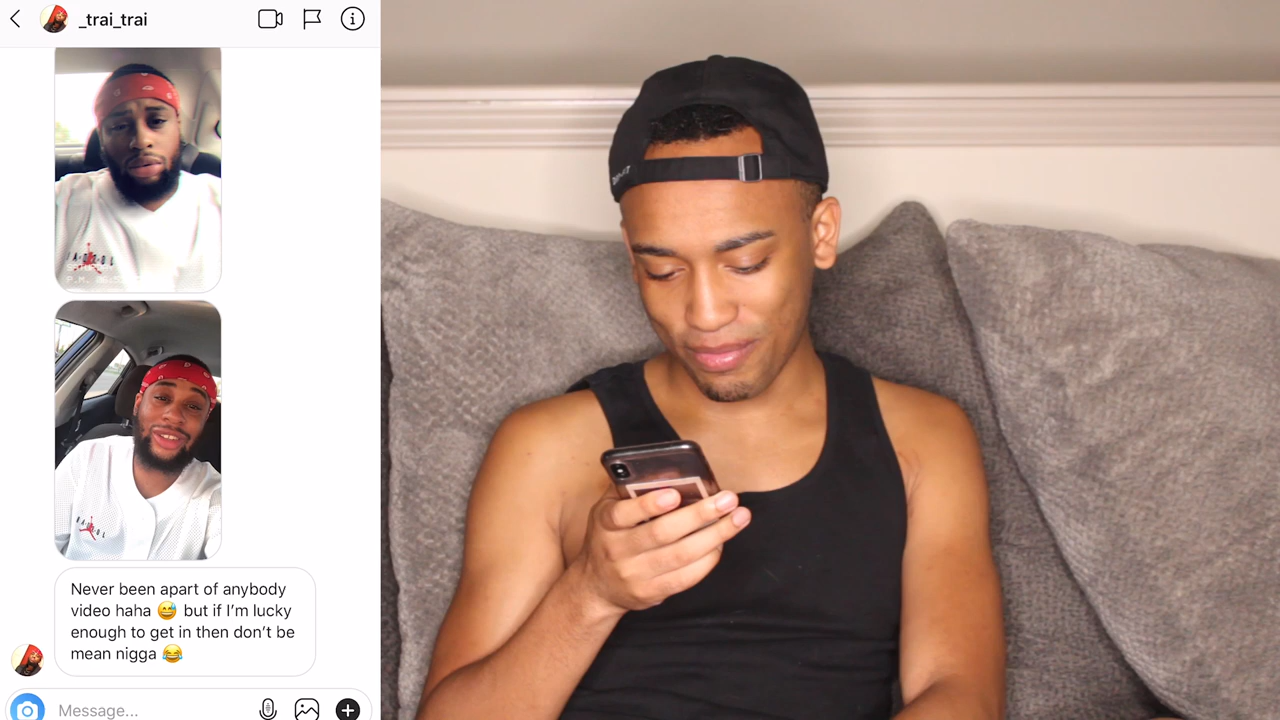 _trai_trai
Never been apart of anybody
video haha 😅 but if I'm lucky
enough to get in then don't be
mean nigga 😂
Message...